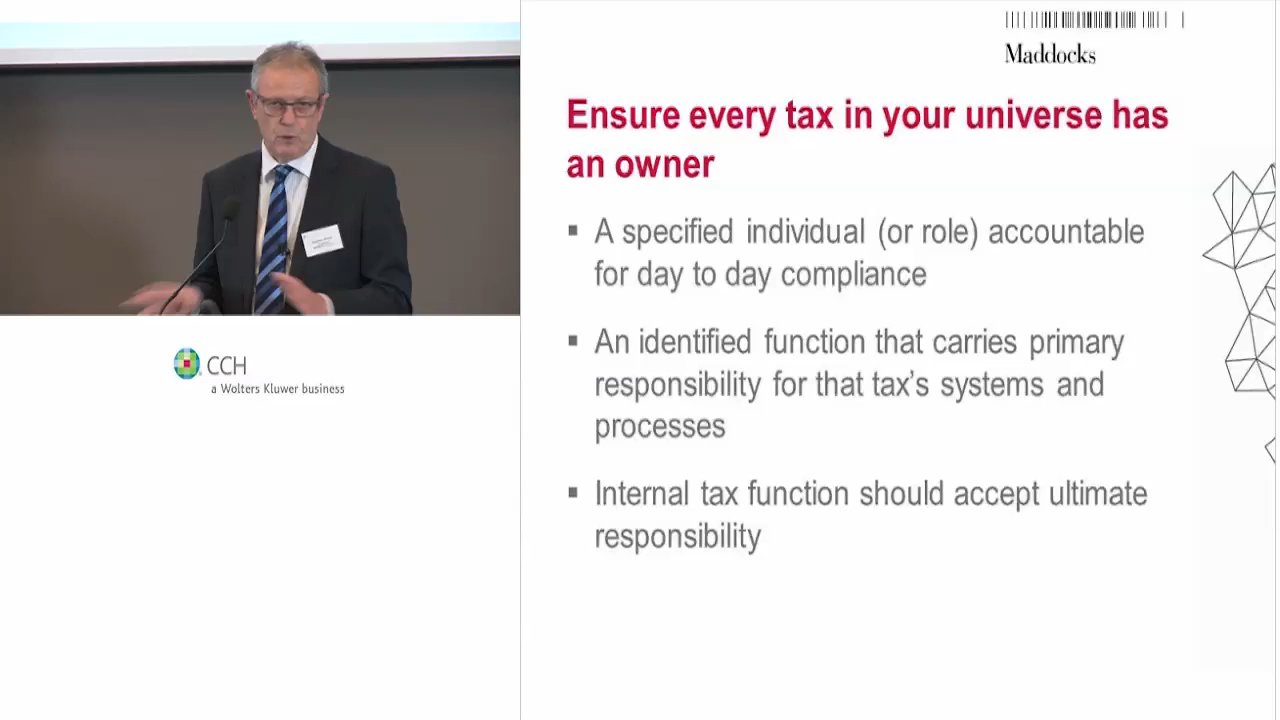 Maddocks
Ensure every tax in your universe has
an owner
▪ A specified individual (or role) accountable
for day to day compliance
▪ An identified function that carries primary
responsibility for that tax's systems and
processes
▪ Internal tax function should accept ultimate
responsibility
CCH
a Wolters Kluwer business